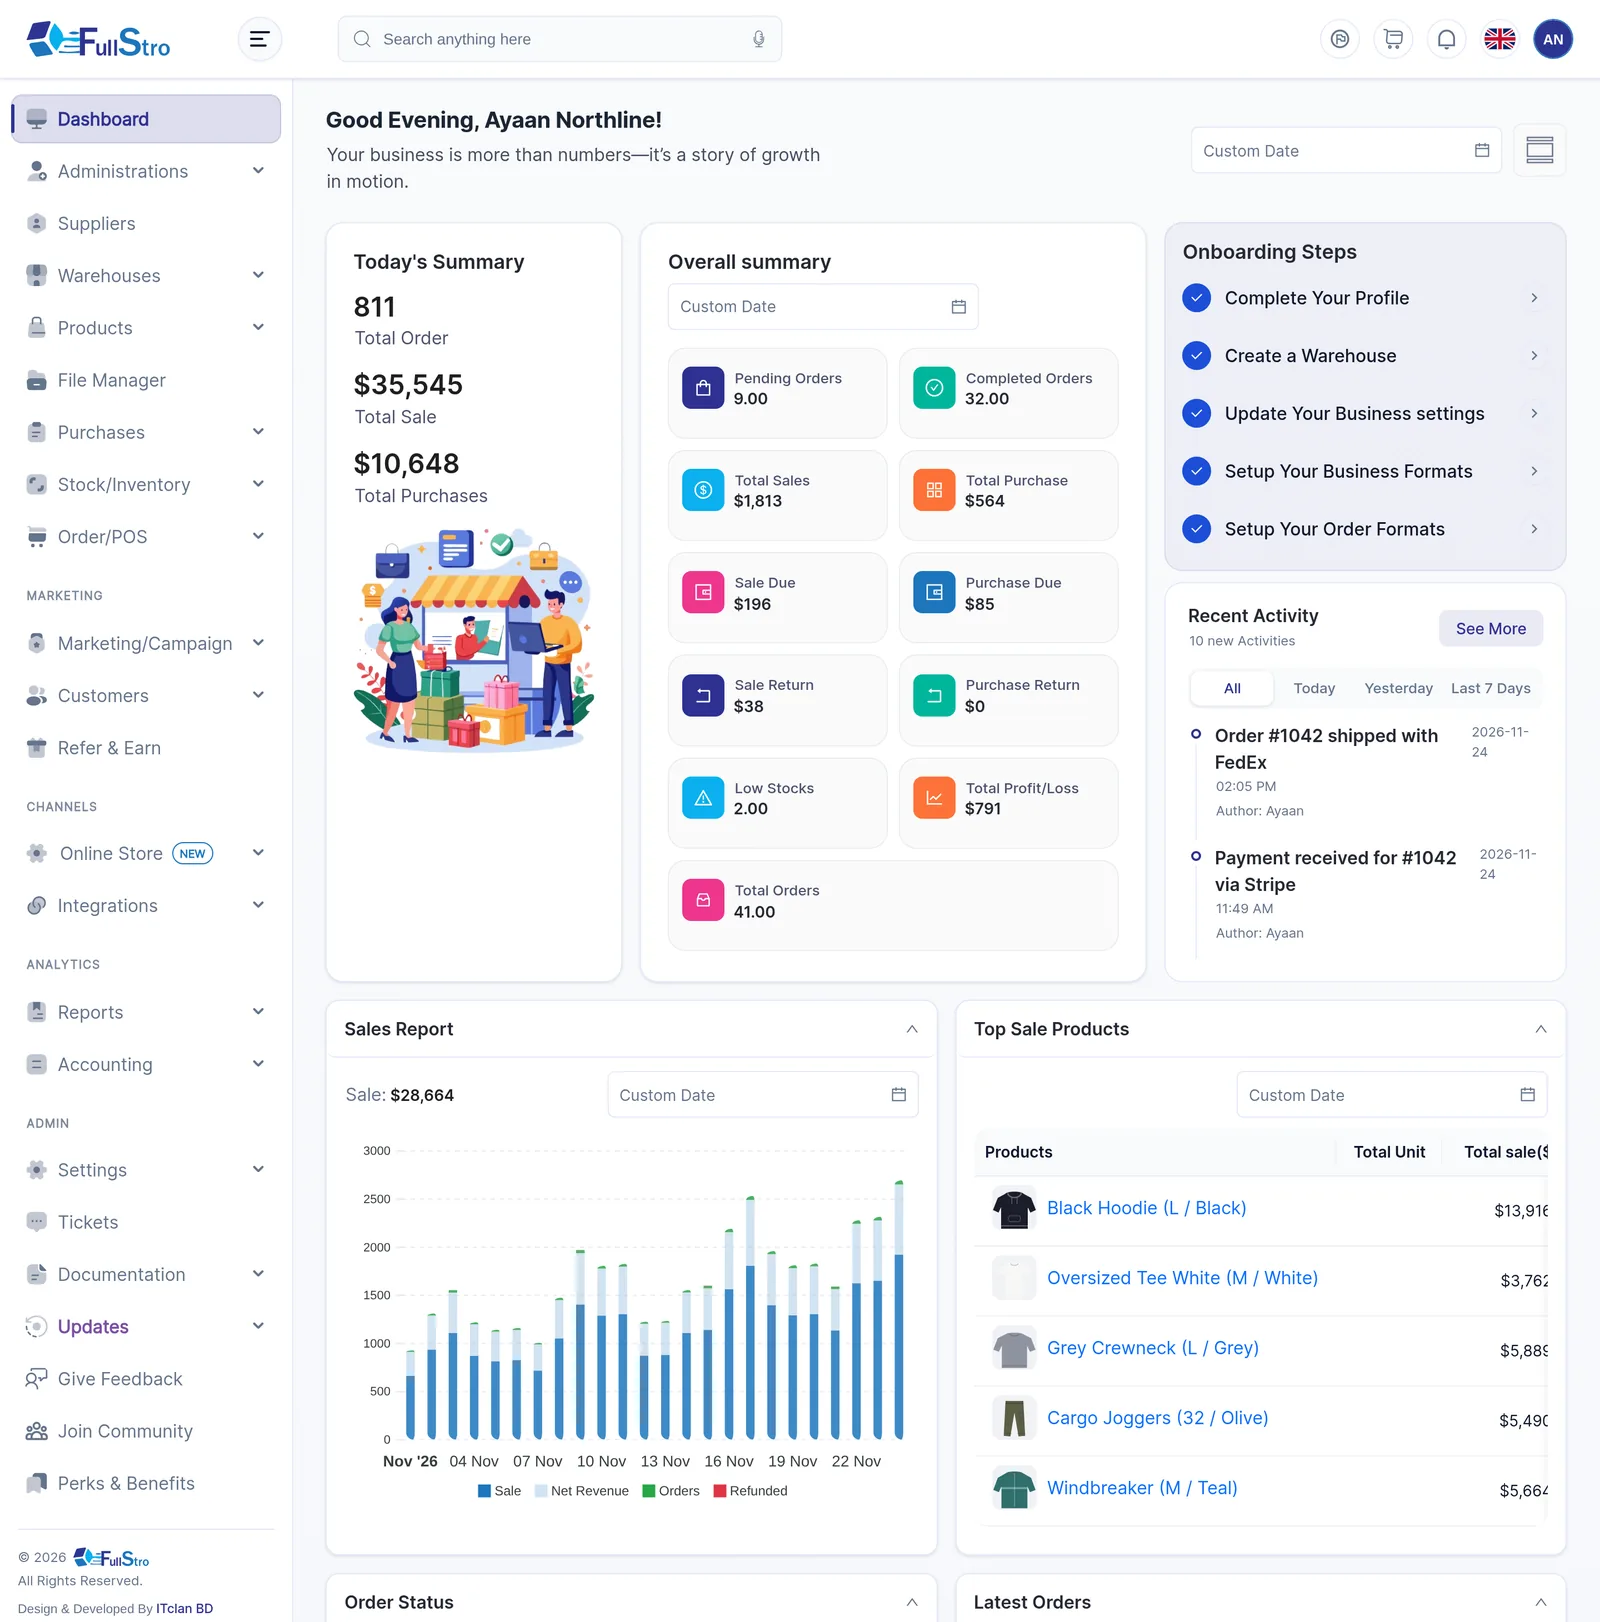 FullStro
Search anything here
AN
Dashboard
Administrations
Suppliers
Warehouses
Products
File Manager
Purchases
Stock/Inventory
Order/POS
MARKETING
Marketing/Campaign
Customers
Refer & Earn
CHANNELS
Online Store NEW
Integrations
ANALYTICS
Reports
Accounting
ADMIN
Settings
Tickets
Documentation
Updates
Give Feedback
Join Community
Perks & Benefits
© 2026 FullStro
All Rights Reserved.
Design & Developed By ITclan BD
Good Evening, Ayaan Northline!
Your business is more than numbers—it's a story of growth
in motion.
Custom Date
Today's Summary
811
Total Order
$35,545
Total Sale
$10,648
Total Purchases
Overall summary
Custom Date
Pending Orders
9.00
Completed Orders
32.00
Total Sales
$1,813
Total Purchase
$564
Sale Due
$196
Purchase Due
$85
Sale Return
$38
Purchase Return
$0
Low Stocks
2.00
Total Profit/Loss
$791
Total Orders
41.00
Onboarding Steps
Complete Your Profile
Create a Warehouse
Update Your Business settings
Setup Your Business Formats
Setup Your Order Formats
Recent Activity
10 new Activities
See More
All Today Yesterday Last 7 Days
Order #1042 shipped with
FedEx
2026-11-
24
02:05 PM
Author: Ayaan
Payment received for #1042
via Stripe
2026-11-
24
11:49 AM
Author: Ayaan
Sales Report
Sale: $28,664
Custom Date
3000
2500
2000
1500
1000
500
0
Nov '26 04 Nov 07 Nov 10 Nov 13 Nov 16 Nov 19 Nov 22 Nov
Sale Net Revenue Orders Refunded
Top Sale Products
Custom Date
Products Total Unit Total sale($
Black Hoodie (L / Black) $13,916
Oversized Tee White (M / White) $3,762
Grey Crewneck (L / Grey) $5,889
Cargo Joggers (32 / Olive) $5,490
Windbreaker (M / Teal) $5,664
Order Status
Latest Orders